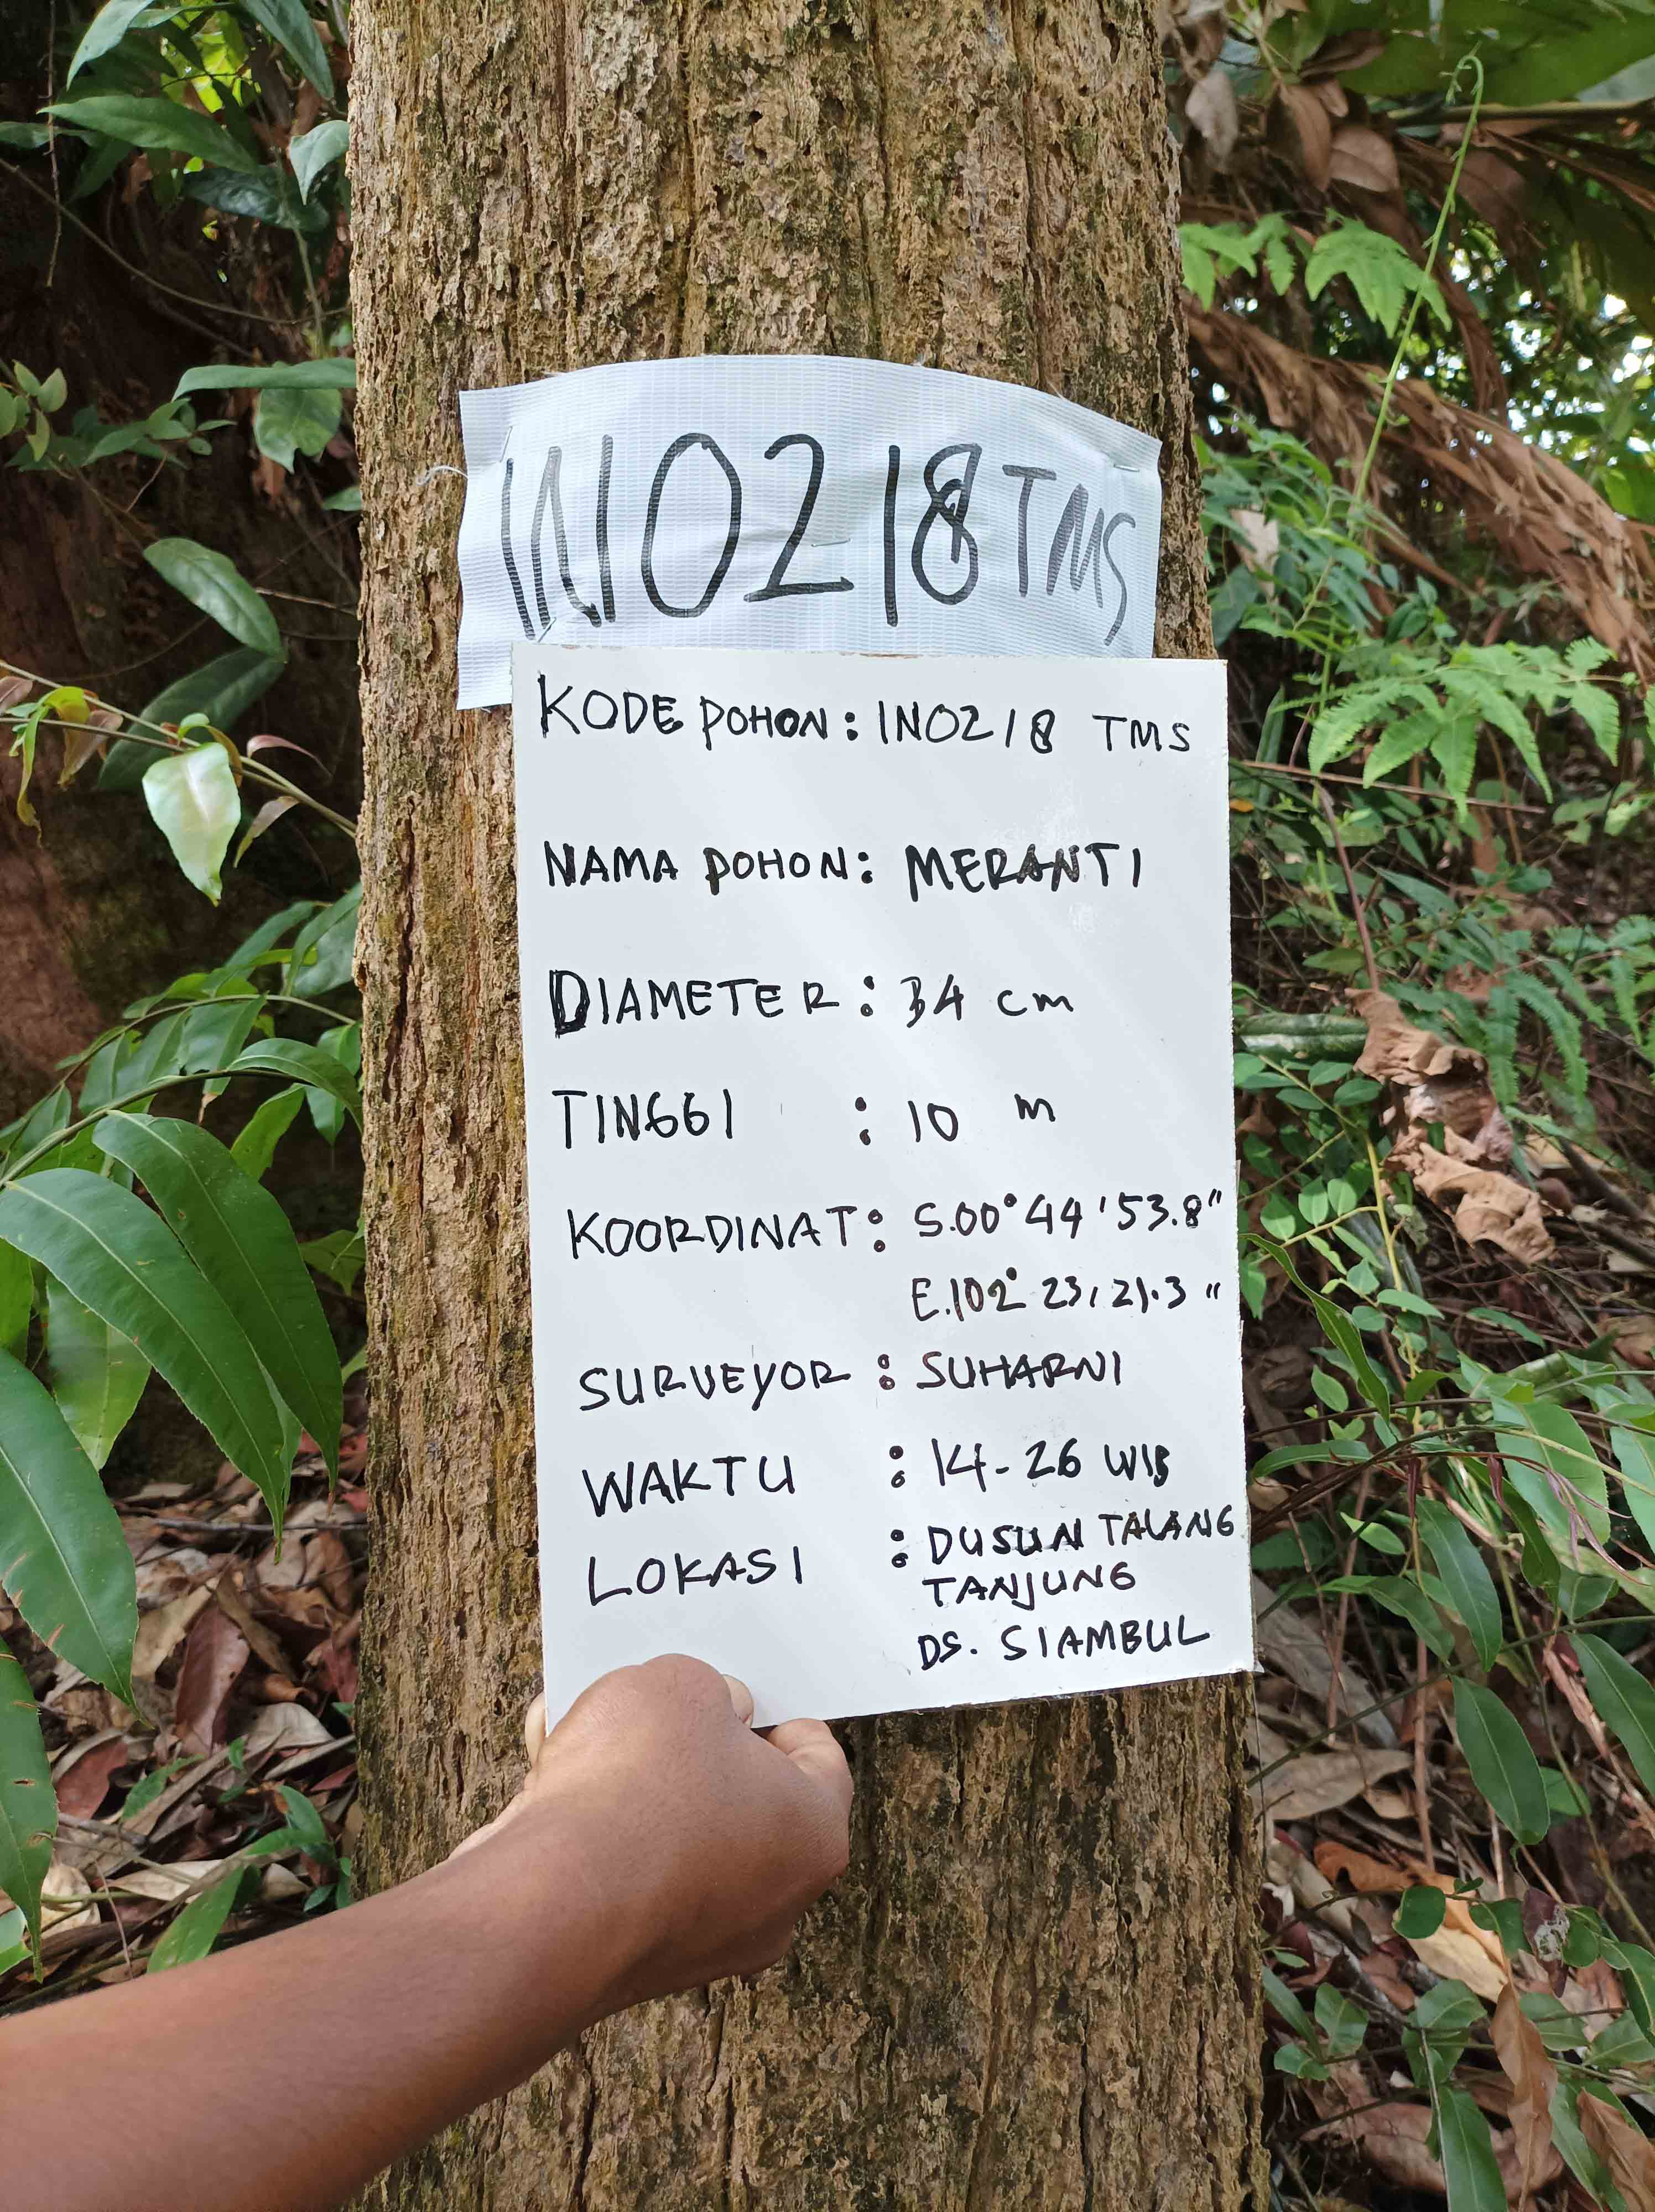 IN0218 TMS
KODE POHON : IN0218 TMS
NAMA POHON : MERANTI
DIAMETER : 34 cm
TINGGI : 10 m
KOORDINAT : S.00° 44 '53.8"
E.102° 23, 21.3 "
SURVEYOR : SUHARNI
WAKTU : 14-26 WIB
LOKASI : DUSUN TALANG
TANJUNG
DS. SIAMBUL